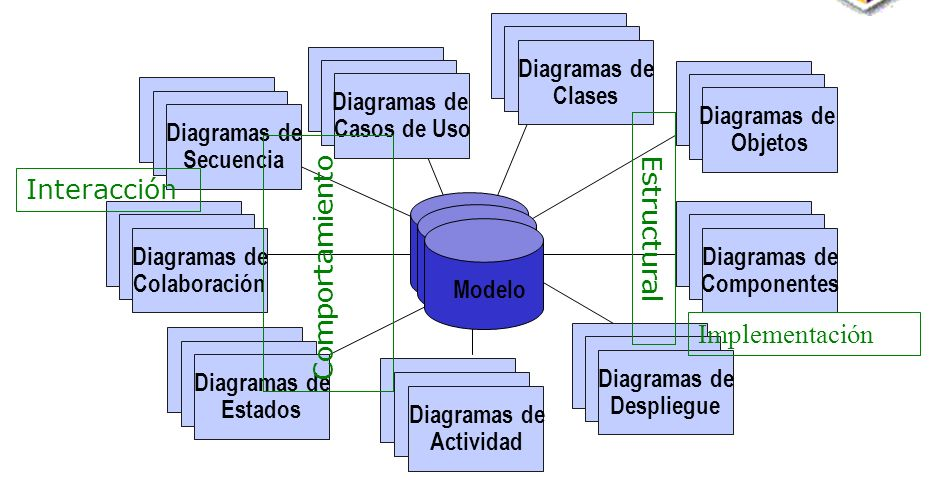 Diagramas de
Clases
Diagramas de
Casos de Uso
Diagramas de
Objetos
Diagramas de
Secuencia
Interacción
Comportamiento
Estructural
Diagramas de
Colaboración
Modelo
Diagramas de
Componentes
Implementación
Diagramas de
Estados
Diagramas de
Actividad
Diagramas de
Despliegue